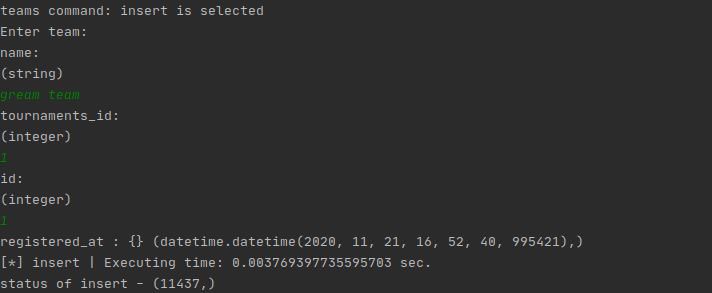 teams command: insert is selected
Enter team:
name:
(string)
gream team
tournaments_id:
(integer)
1
id:
(integer)
1
registered_at : {} (datetime.datetime(2020, 11, 21, 16, 52, 40, 995421),)
[*] insert | Executing time: 0.003769397735595703 sec.
status of insert - (11437,)